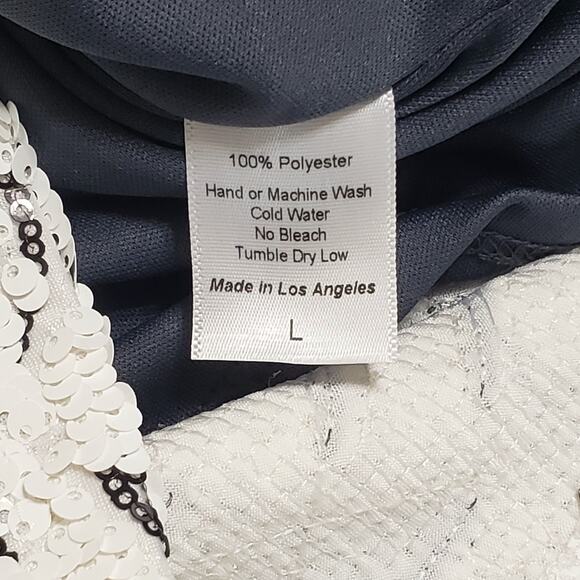 100% Polyester
Hand or Machine Wash
Cold Water
No Bleach
Tumble Dry Low
Made in Los Angeles
L